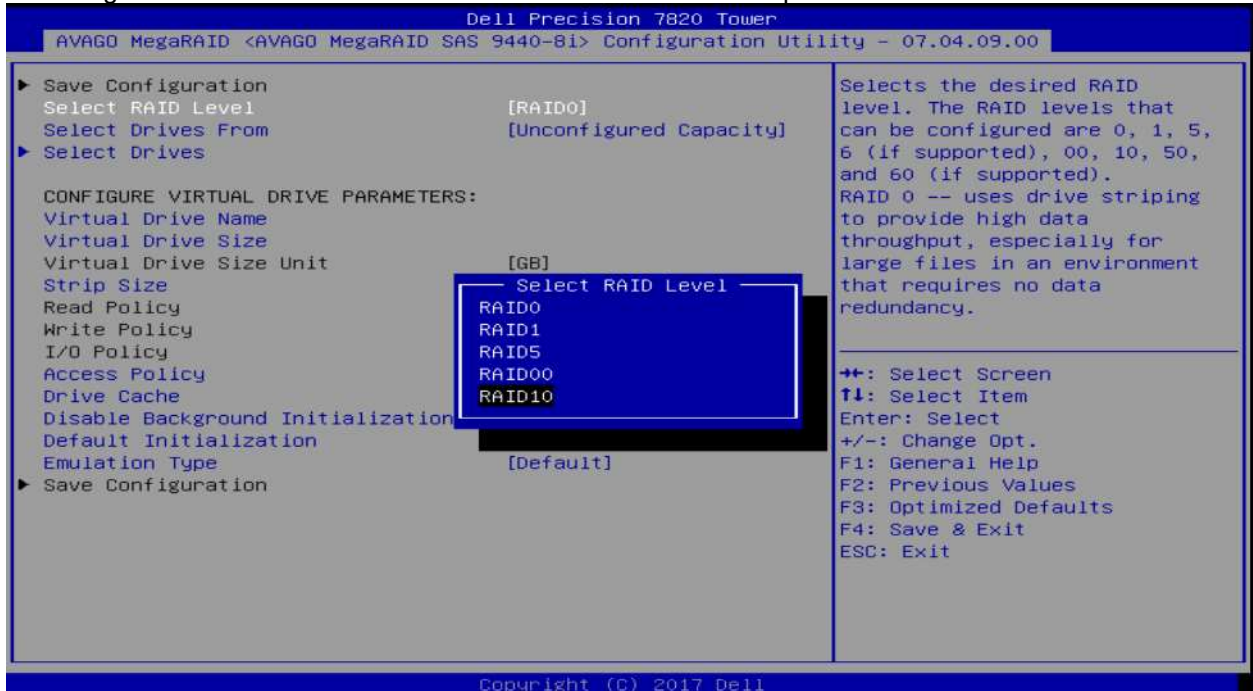 Dell Precision 7820 Tower
AVAGO MegaRAID <AVAGO MegaRAID SAS 9440-8i> Configuration Utility - 07.04.09.00
Save Configuration
Select RAID Level [RAID0]
Select Drives From [Unconfigured Capacity]
Select Drives
CONFIGURE VIRTUAL DRIVE PARAMETERS:
Virtual Drive Name
Virtual Drive Size
Virtual Drive Size Unit [GB]
Strip Size
Read Policy
Write Policy
I/O Policy
Access Policy
Drive Cache
Disable Background Initialization
Default Initialization
Emulation Type [Default]
Save Configuration
Select RAID Level
RAID0
RAID1
RAID5
RAID00
RAID10
Selects the desired RAID
level. The RAID levels that
can be configured are 0, 1, 5,
6 (if supported), 00, 10, 50,
and 60 (if supported).
RAID 0 -- uses drive striping
to provide high data
throughput, especially for
large files in an environment
that requires no data
redundancy.
→←: Select Screen
↑↓: Select Item
Enter: Select
+/-: Change Opt.
F1: General Help
F2: Previous Values
F3: Optimized Defaults
F4: Save & Exit
ESC: Exit
Copyright (C) 2017 Dell